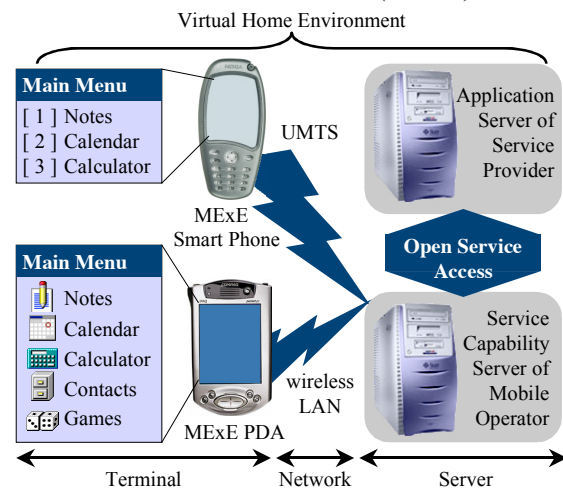 Virtual Home Environment
Main Menu
[ 1 ] Notes
[ 2 ] Calendar
[ 3 ] Calculator
NOKIA
UMTS
MExE
Smart Phone
Application
Server of
Service
Provider
Open Service
Access
Main Menu
Notes
Calendar
Calculator
Contacts
Games
MExE PDA
wireless
LAN
Service
Capability
Server of
Mobile
Operator
Terminal
Network
Server